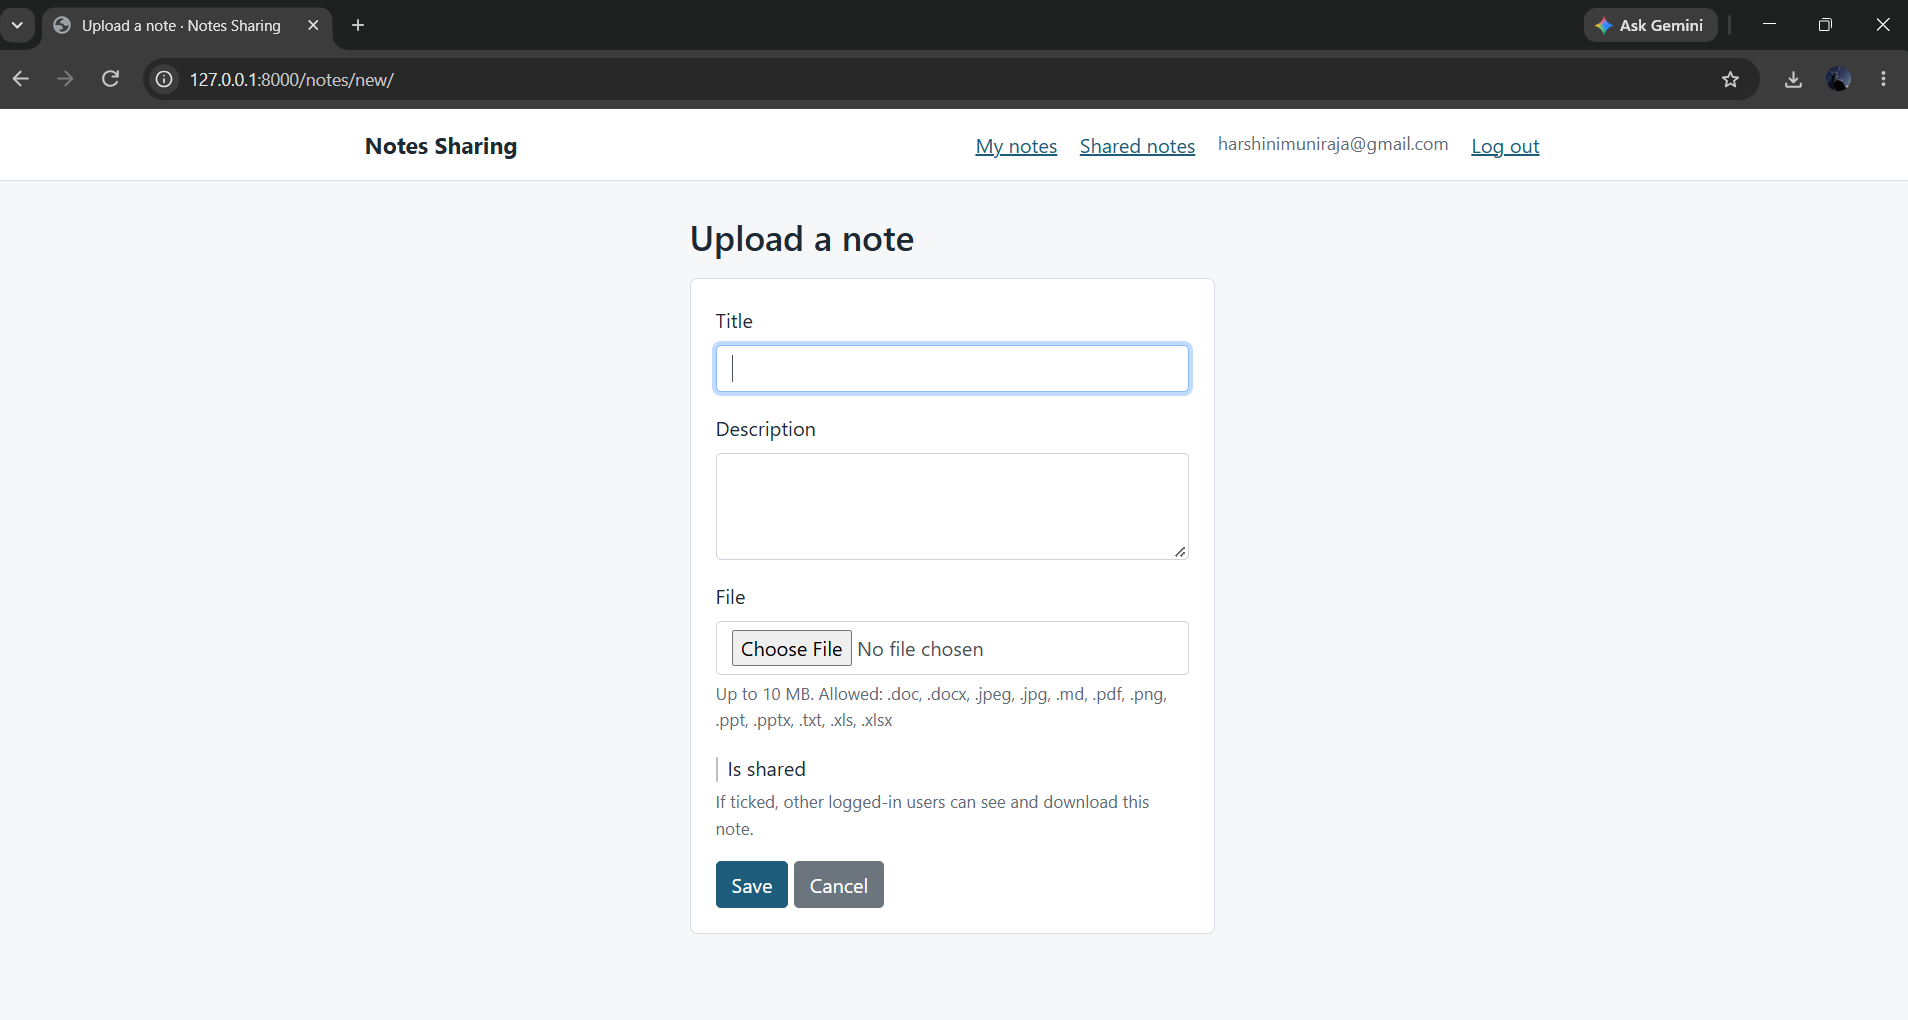 Upload a note · Notes Sharing
Ask Gemini
127.0.0.1:8000/notes/new/
Notes Sharing
My notes Shared notes harshinimuniraja@gmail.com Log out
Upload a note
Title
Description
File
Choose File No file chosen
Up to 10 MB. Allowed: .doc, .docx, .jpeg, .jpg, .md, .pdf, .png,
.ppt, .pptx, .txt, .xls, .xlsx
Is shared
If ticked, other logged-in users can see and download this
note.
Save Cancel